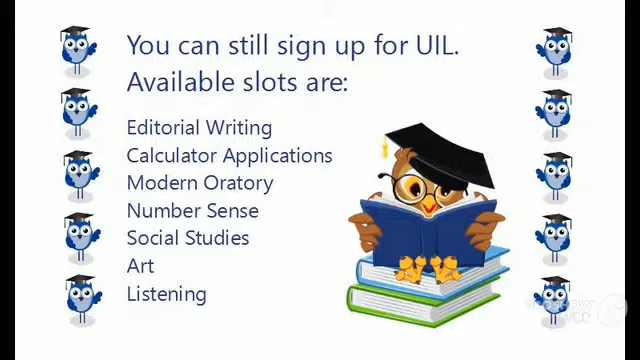 You can still sign up for UIL.
Available slots are:
Editorial Writing
Calculator Applications
Modern Oratory
Number Sense
Social Studies
Art
Listening